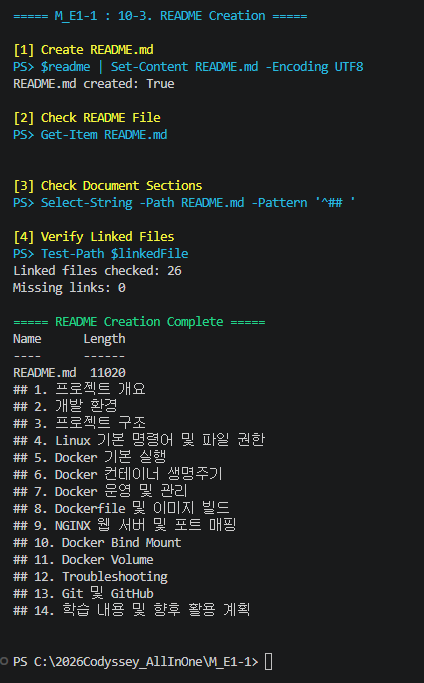 ===== M_E1-1 : 10-3. README Creation =====
[1] Create README.md
PS> $readme | Set-Content README.md -Encoding UTF8
README.md created: True
[2] Check README File
PS> Get-Item README.md
[3] Check Document Sections
PS> Select-String -Path README.md -Pattern '^## '
[4] Verify Linked Files
PS> Test-Path $linkedFile
Linked files checked: 26
Missing links: 0
===== README Creation Complete =====
Name      Length
----      ------
README.md  11020
## 1. 프로젝트 개요
## 2. 개발 환경
## 3. 프로젝트 구조
## 4. Linux 기본 명령어 및 파일 권한
## 5. Docker 기본 실행
## 6. Docker 컨테이너 생명주기
## 7. Docker 운영 및 관리
## 8. Dockerfile 및 이미지 빌드
## 9. NGINX 웹 서버 및 포트 매핑
## 10. Docker Bind Mount
## 11. Docker Volume
## 12. Troubleshooting
## 13. Git 및 GitHub
## 14. 학습 내용 및 향후 활용 계획
PS C:\2026Codyssey_AllInOne\M_E1-1>